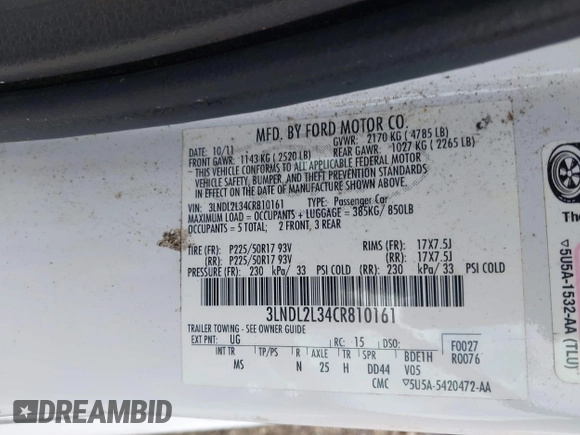 MFD. BY FORD MOTOR CO.
DATE: 10/11 GVWR: 2170 KG ( 4785 LB)
FRONT GAWR: 1143 KG ( 2520 LB) REAR GAWR: 1027 KG ( 2265 LB)
- THIS VEHICLE CONFORMS TO ALL APPLICABLE FEDERAL MOTOR
VEHICLE SAFETY, BUMPER, AND THEFT PREVENTION STANDARDS
IN EFFECT ON THE DATE OF MANUFACTURE SHOWN ABOVE.
VIN: 3LNDL2L34CR810161 TYPE: Passenger Car
MAXIMUM LOAD = OCCUPANTS + LUGGAGE = 385KG/ 850LB
OCCUPANTS = 5 TOTAL; 2 FRONT, 3 REAR
TIRE (FR): P225/50R17 93V RIMS (FR): 17X7.5J
(RR): P225/50R17 93V (RR): 17X7.5J
PRESSURE (FR): 230 kPa/ 33 PSI COLD (RR): 230 kPa/ 33 PSI COLD
3LNDL2L34CR810161
TRAILER TOWING - SEE OWNER GUIDE
EXT PNT: UG RC: 15 DSO: F0027
INT TR TP/PS R AXLE TR SPR BDE1H R0076
MS N 25 H DD44 V05
CMC ▽5U5A-5420472-AA
The
▽5U5A-1532-AA (TLU)
DREAMBID